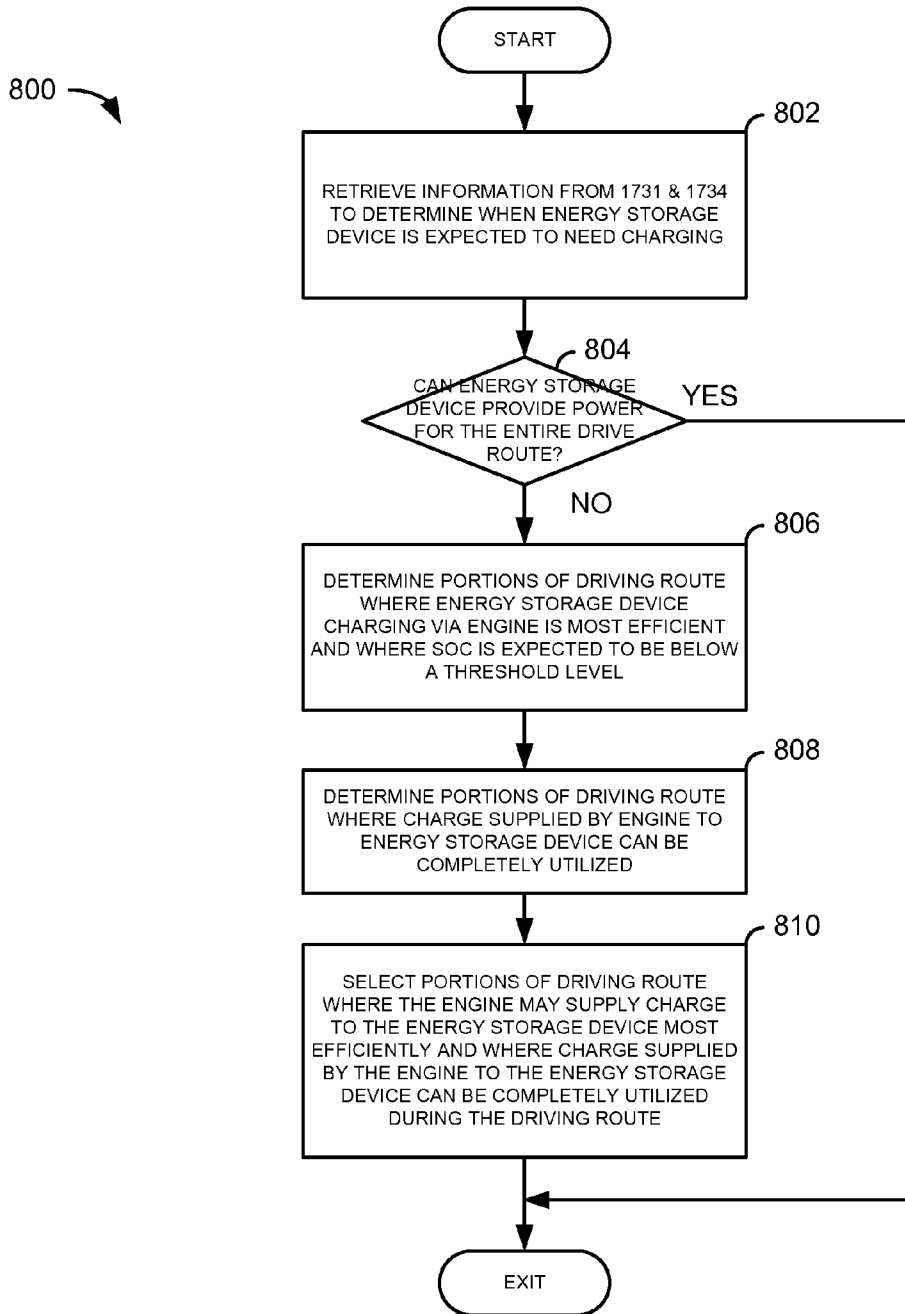 START
800
802
RETRIEVE INFORMATION FROM 1731 & 1734
TO DETERMINE WHEN ENERGY STORAGE
DEVICE IS EXPECTED TO NEED CHARGING
804
CAN ENERGY STORAGE
DEVICE PROVIDE POWER
FOR THE ENTIRE DRIVE
ROUTE?
YES
NO
806
DETERMINE PORTIONS OF DRIVING ROUTE
WHERE ENERGY STORAGE DEVICE
CHARGING VIA ENGINE IS MOST EFFICIENT
AND WHERE SOC IS EXPECTED TO BE BELOW
A THRESHOLD LEVEL
808
DETERMINE PORTIONS OF DRIVING ROUTE
WHERE CHARGE SUPPLIED BY ENGINE TO
ENERGY STORAGE DEVICE CAN BE
COMPLETELY UTILIZED
810
SELECT PORTIONS OF DRIVING ROUTE
WHERE THE ENGINE MAY SUPPLY CHARGE
TO THE ENERGY STORAGE DEVICE MOST
EFFICIENTLY AND WHERE CHARGE SUPPLIED
BY THE ENGINE TO THE ENERGY STORAGE
DEVICE CAN BE COMPLETELY UTILIZED
DURING THE DRIVING ROUTE
EXIT